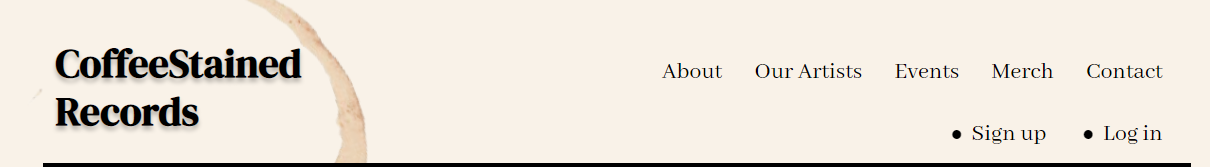 CoffeeStained
Records
About Our Artists Events Merch Contact
● Sign up ● Log in